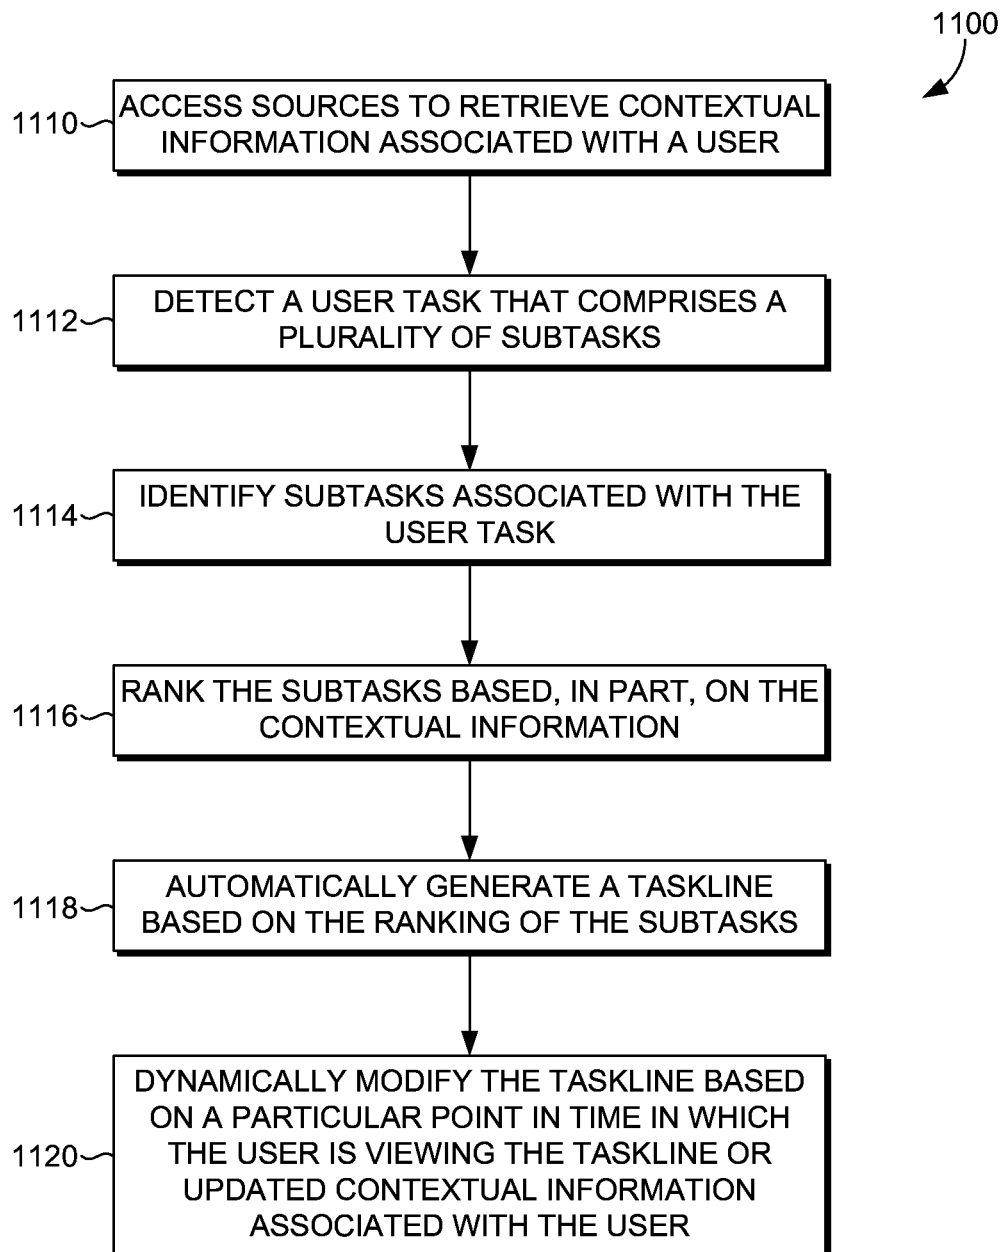 1100
1110
ACCESS SOURCES TO RETRIEVE CONTEXTUAL
INFORMATION ASSOCIATED WITH A USER
1112
DETECT A USER TASK THAT COMPRISES A
PLURALITY OF SUBTASKS
1114
IDENTIFY SUBTASKS ASSOCIATED WITH THE
USER TASK
1116
RANK THE SUBTASKS BASED, IN PART, ON THE
CONTEXTUAL INFORMATION
1118
AUTOMATICALLY GENERATE A TASKLINE
BASED ON THE RANKING OF THE SUBTASKS
1120
DYNAMICALLY MODIFY THE TASKLINE BASED
ON A PARTICULAR POINT IN TIME IN WHICH
THE USER IS VIEWING THE TASKLINE OR
UPDATED CONTEXTUAL INFORMATION
ASSOCIATED WITH THE USER